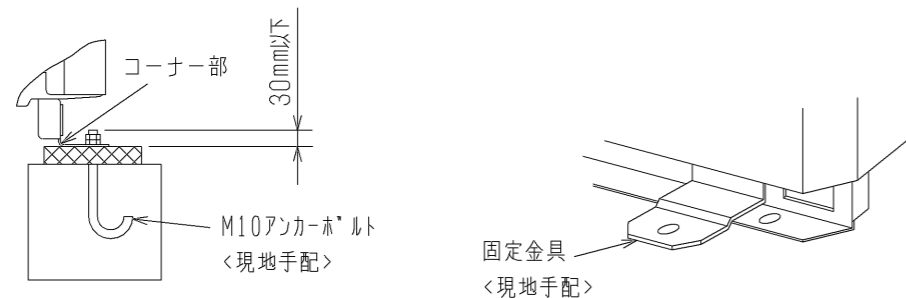 コーナー部
30mm以下
M10アンカーボルト
<現地手配>
固定金具
<現地手配>